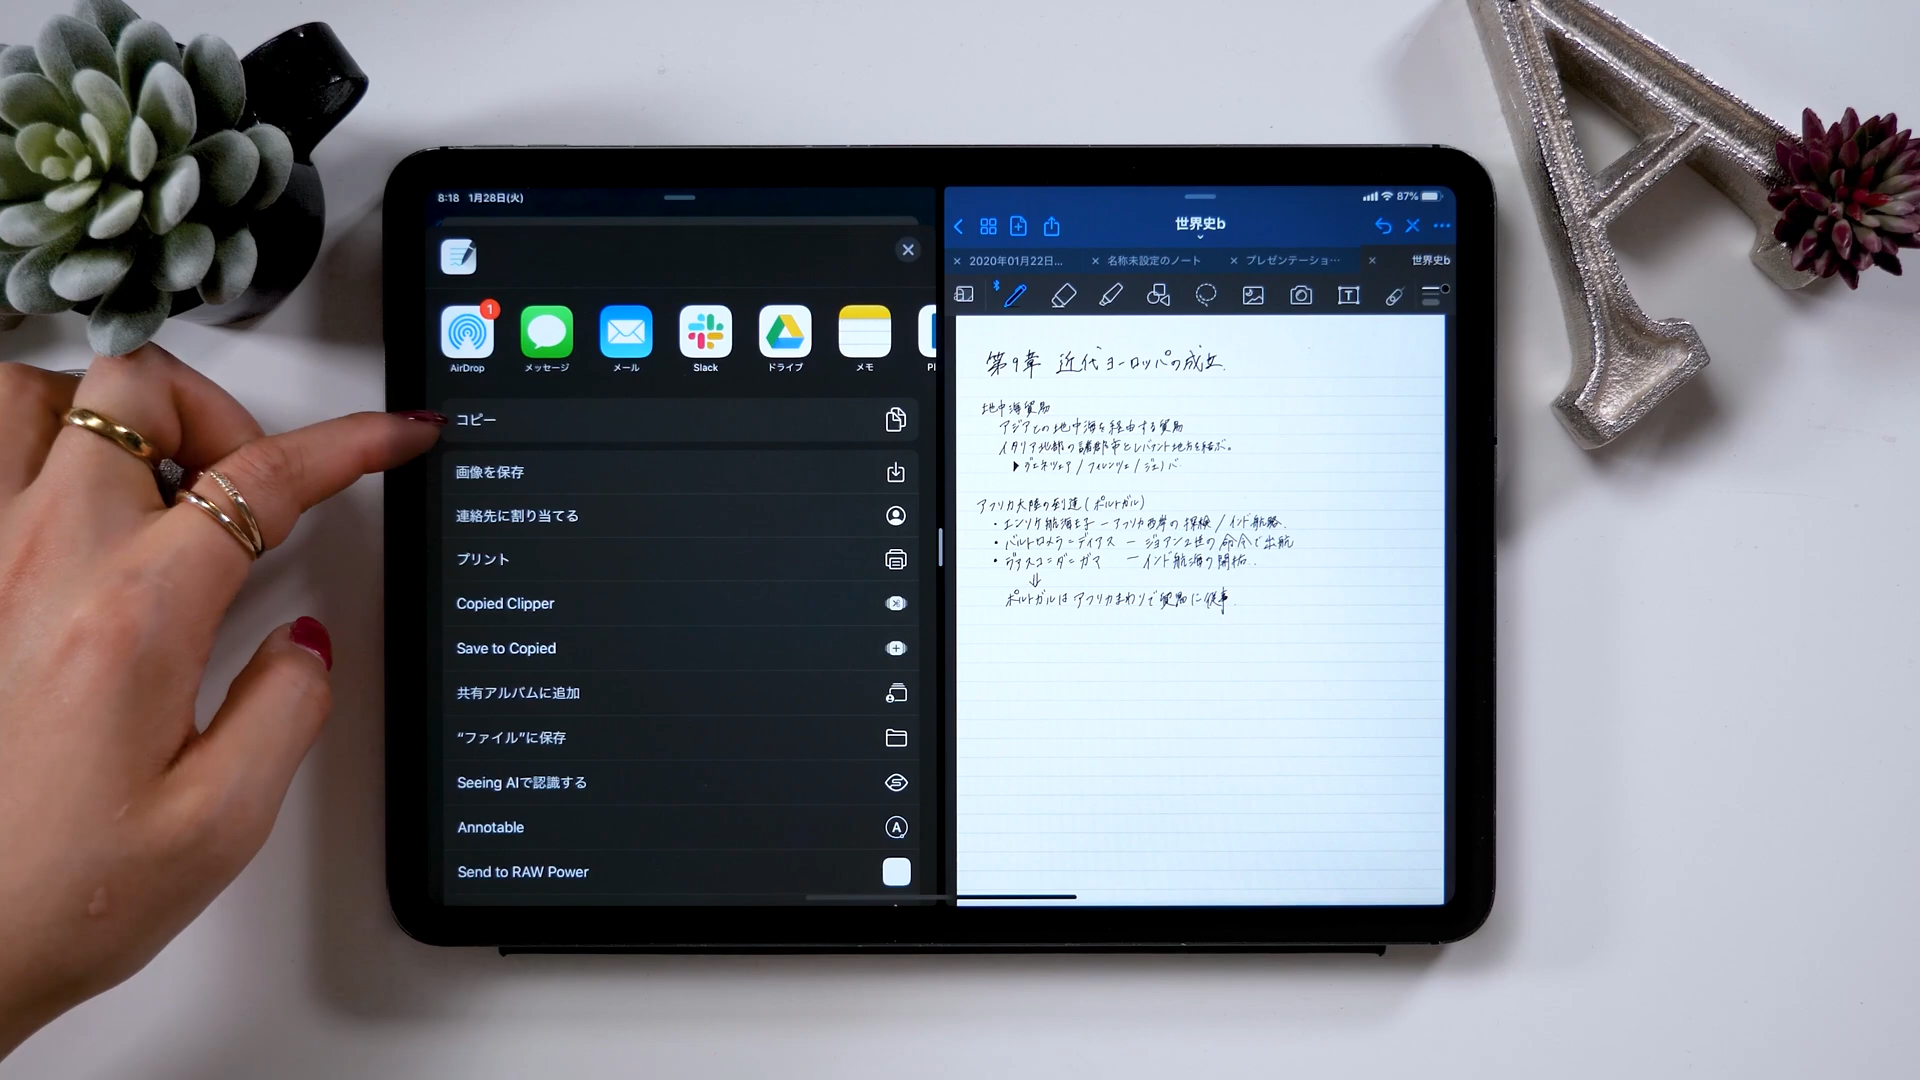 8:18 1月28日(火)
AirDrop
1
メッセージ
メール
Slack
ドライブ
メモ
コピー
画像を保存
連絡先に割り当てる
プリント
Copied Clipper
Save to Copied
共有アルバムに追加
“ファイル”に保存
Seeing AIで認識する
A
Annotable
Send to RAW Power
87%
世界史b
2020年01月22日...
名称未設定のノート
プレゼンテーショ…
世界史b
T
第9章 近代ヨーロッパの成立.
地中海貿易
アジアとの地中海を経由する貿易
イタリア北部の諸都市とレバント地方を結ぶ。
▶ヴェネツィア/フィレンツェ/ジェノバ
アフリカ大陸の到達(ポルトガル)
・エンリケ航海王子 ーアフリカ西岸の探検/インド航路.
・バルトロメウ=ディアス ー ジョアン2世の命令で出航
・ヴァスコ=ダ=ガマ ーインド航海の開拓.
⇓
ポルトガルはアフリカまわりで貿易に従事.